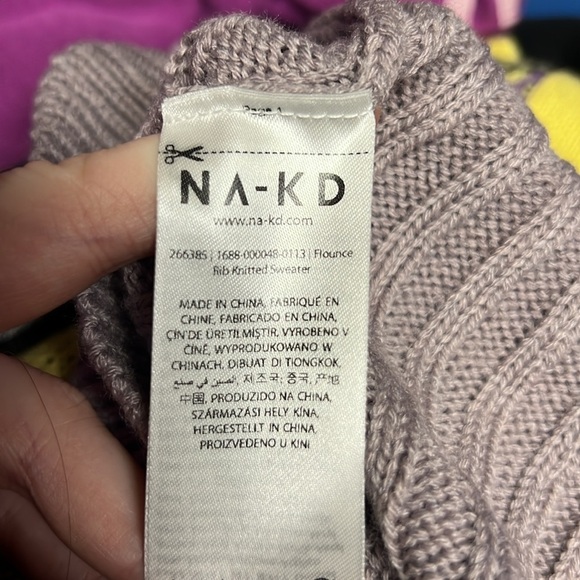 Page 1
NA-KD
www.na-kd.com
266385 | 1688-000048-0113 | Flounce
Rib Knitted Sweater
MADE IN CHINA, FABRIQUÉ EN
CHINE, FABRICADO EN CHINA,
ÇIN'DE ÜRETILMIŞTIR, VYROBENO V
ČÍNĚ, WYPRODUKOWANO W
CHINACH. DIBUAT DI TIONGKOK,
الصين في صنع, 제조국: 중국, 产地
中国, PRODUZIDO NA CHINA,
SZÁRMAZÁSI HELY KÍNA,
HERGESTELLT IN CHINA,
PROIZVEDENO U KINI